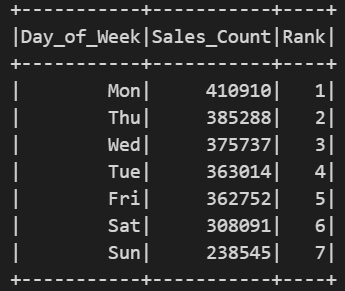 +-----------+-----------+----+
|Day_of_Week|Sales_Count|Rank|
+-----------+-----------+----+
|        Mon|     410910|   1|
|        Thu|     385288|   2|
|        Wed|     375737|   3|
|        Tue|     363014|   4|
|        Fri|     362752|   5|
|        Sat|     308091|   6|
|        Sun|     238545|   7|
+-----------+-----------+----+